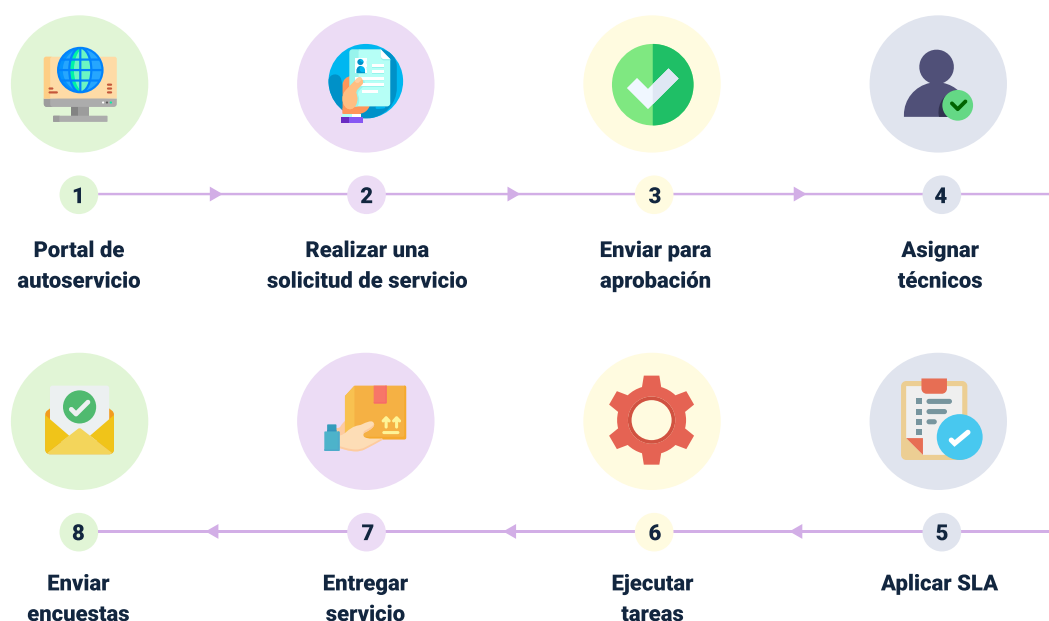 1
2
3
4
Portal de
autoservicio
Realizar una
solicitud de servicio
Enviar para
aprobación
Asignar
técnicos
8
7
6
5
Enviar
encuestas
Entregar
servicio
Ejecutar
tareas
Aplicar SLA